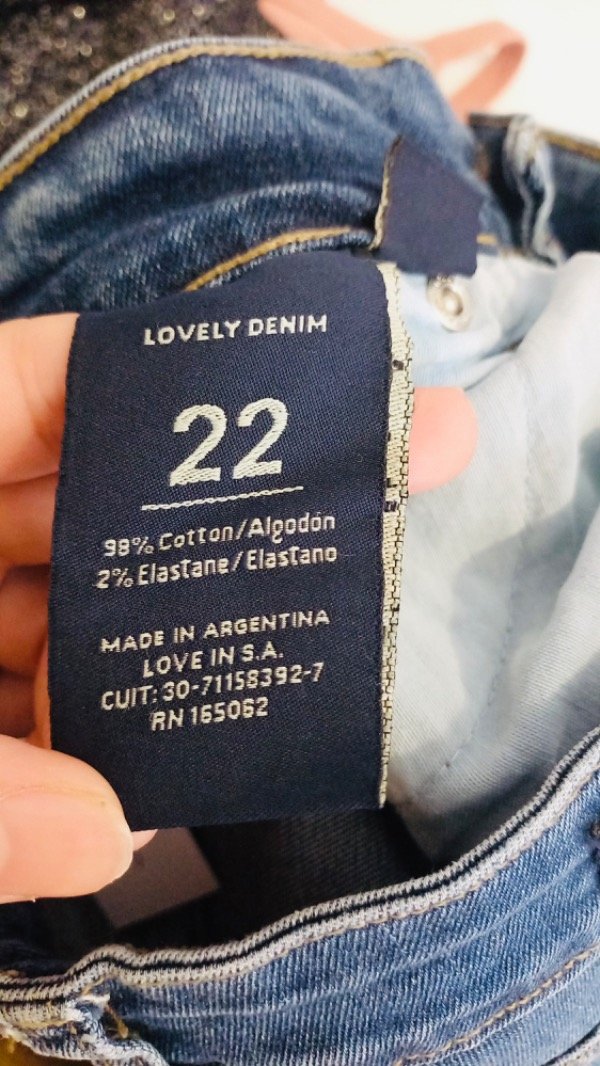 LOVELY DENIM
22
98% Cotton/Algodón
2% Elastane/Elastano
MADE IN ARGENTINA
LOVE IN S.A.
CUIT: 30-71158392-7
RN 165062